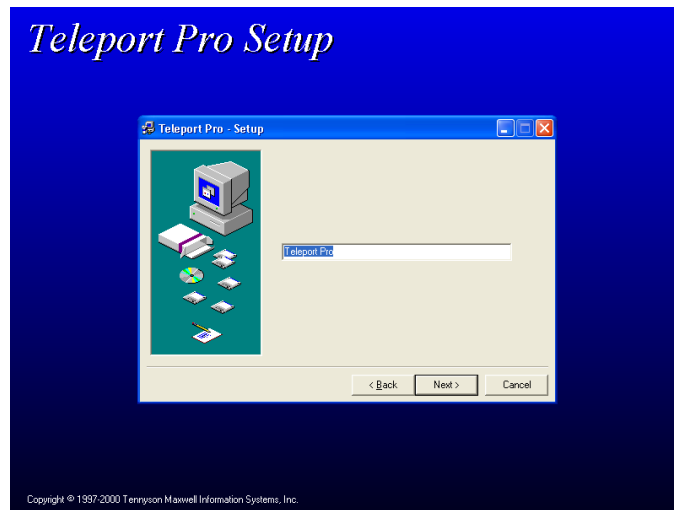 Teleport Pro Setup
Teleport Pro - Setup
Teleport Pro
< Back Next > Cancel
Copyright © 1997-2000 Tennyson Maxwell Information Systems, Inc.